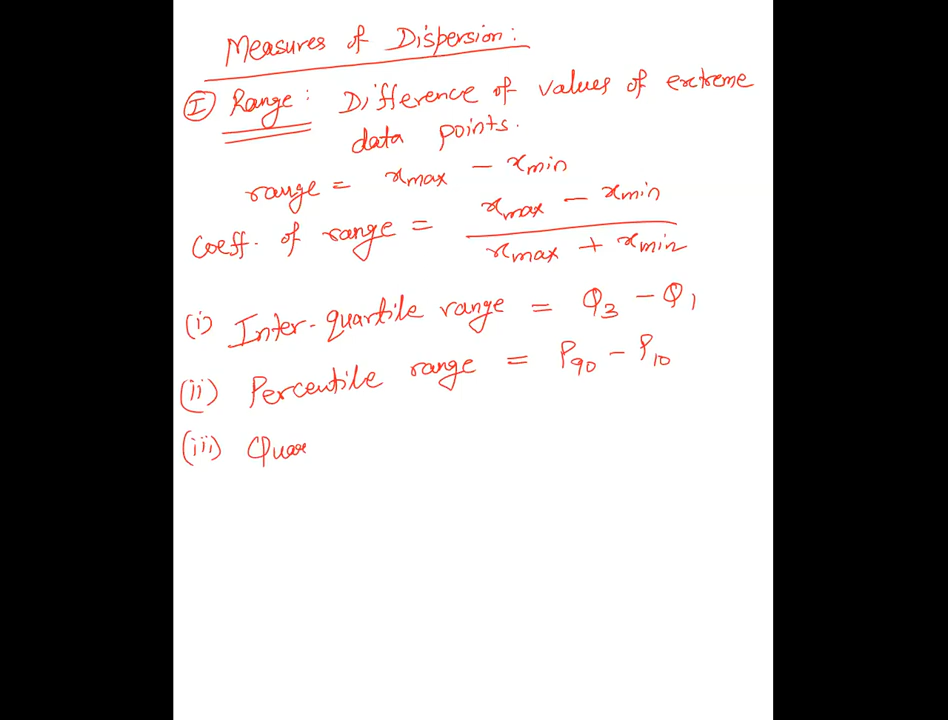 Measures of Dispersion:
I Range: Difference of values of extreme
data points.
range = xmax - xmin
Coeff. of range = xmax - xmin / xmax + xmin
(i) Inter-quartile range = Q3 - Q1
(ii) Percentile range = P90 - P10
(iii) Quar